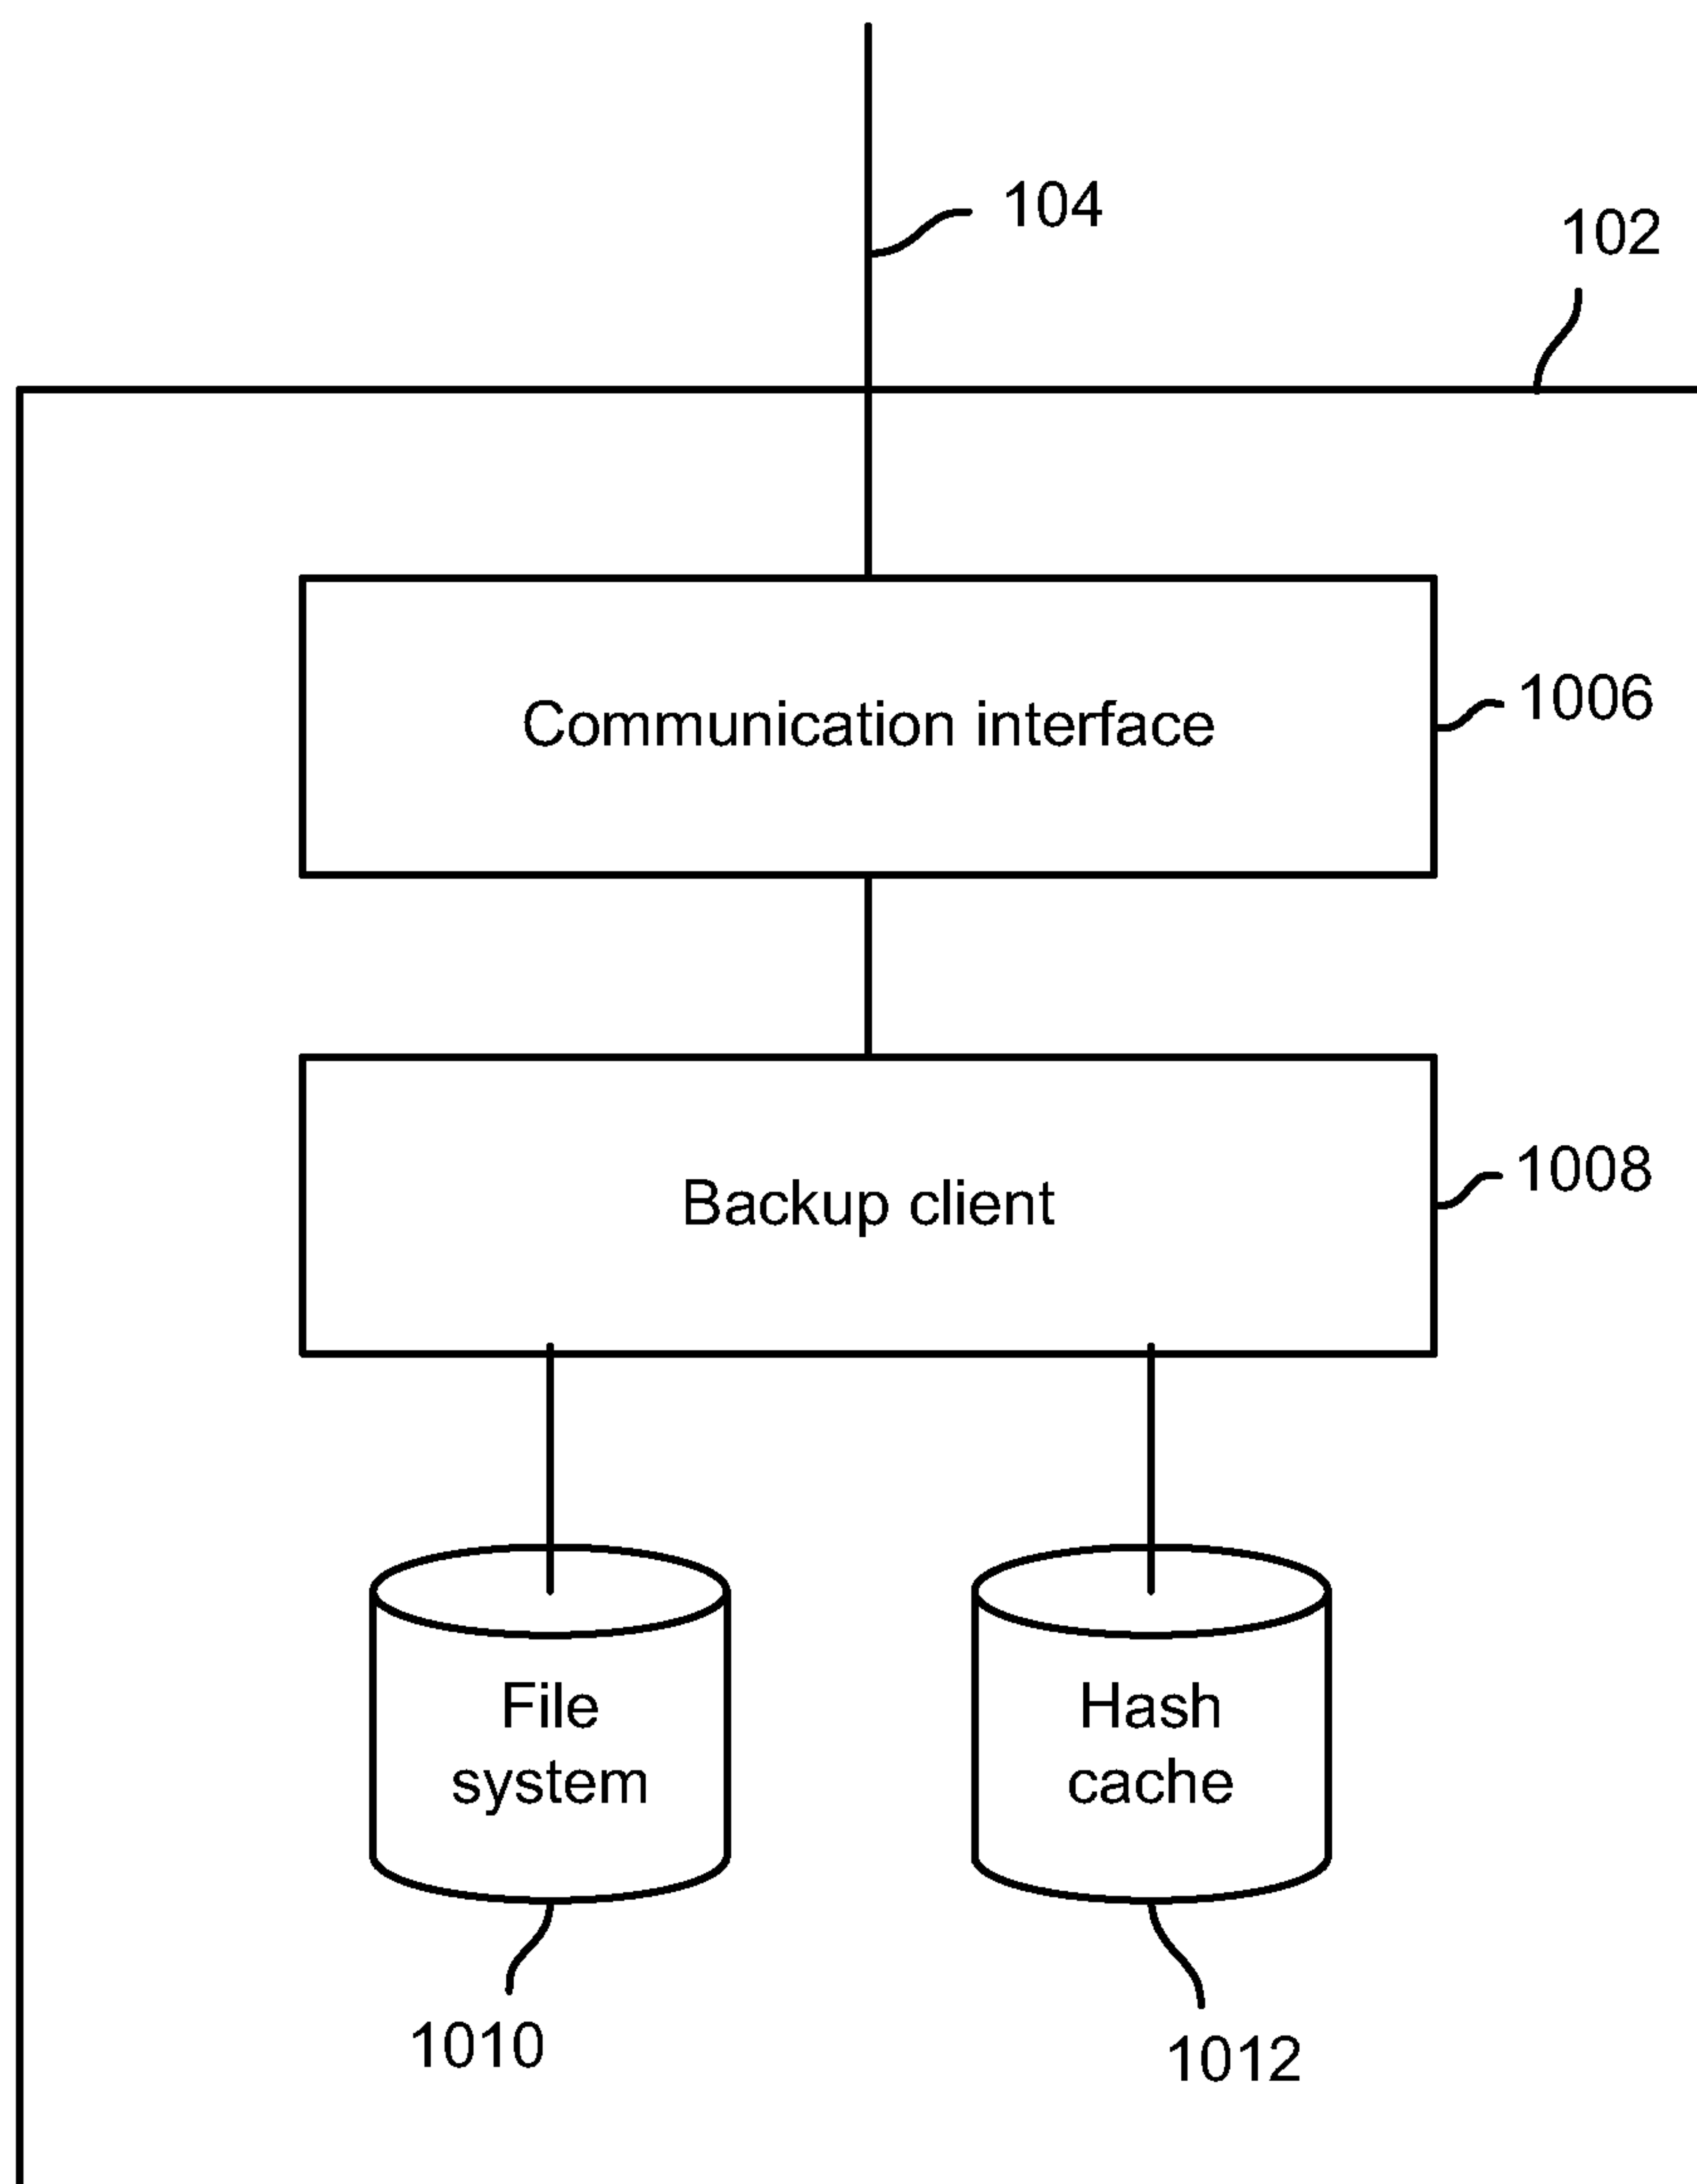 104
102
Communication interface
1006
Backup client
1008
File
system
Hash
cache
1010
1012